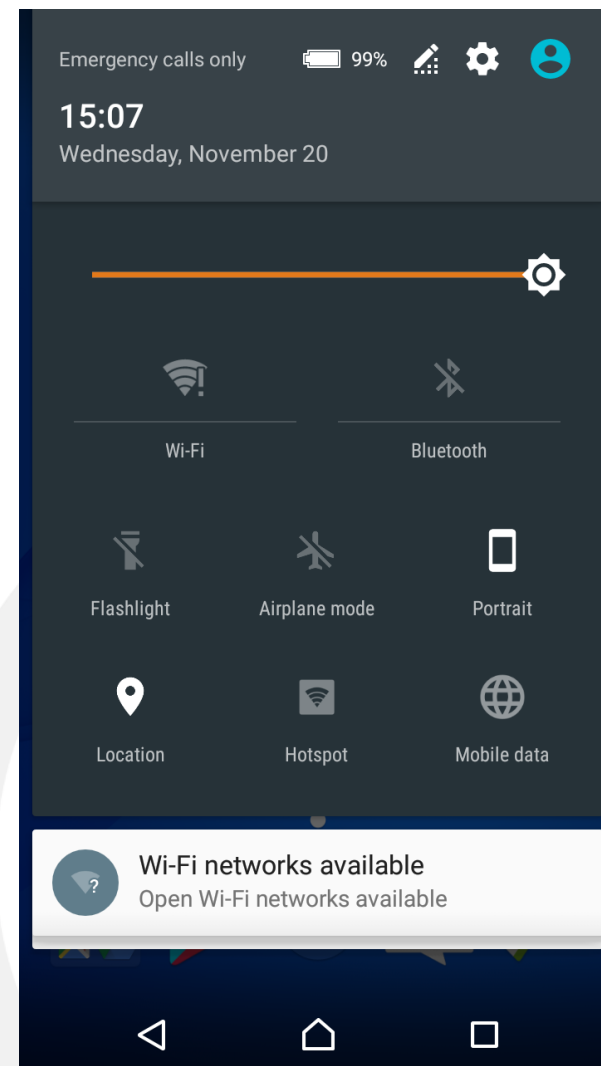 Emergency calls only 99%
15:07
Wednesday, November 20
Wi-Fi Bluetooth
Flashlight Airplane mode Portrait
Location Hotspot Mobile data
Wi-Fi networks available
Open Wi-Fi networks available